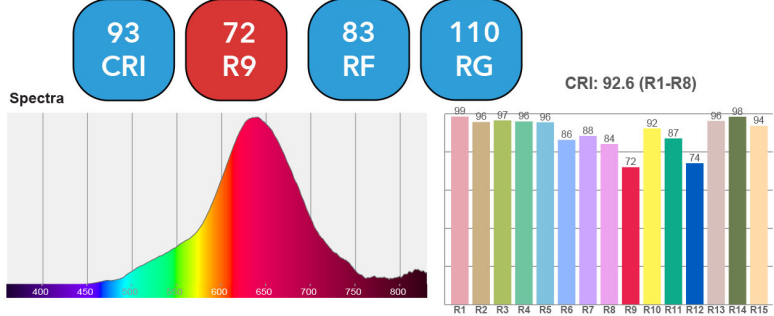 93
CRI
72
R9
83
RF
110
RG
Spectra
400 450 500 550 600 650 700 750 800
CRI: 92.6 (R1-R8)
99 96 97 96 96 86 88 84 72 92 87 74 96 98 94
R1 R2 R3 R4 R5 R6 R7 R8 R9 R10 R11 R12 R13 R14 R15